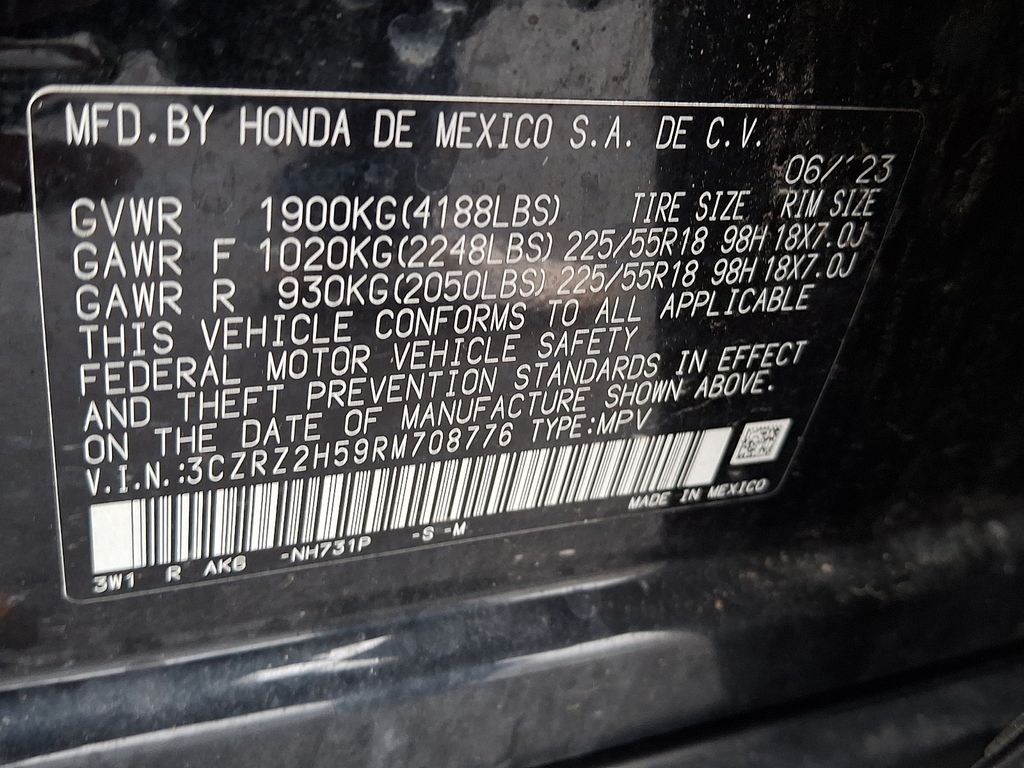 MFD.BY HONDA DE MEXICO S.A. DE C.V.
06/'23
GVWR 1900KG(4188LBS) TIRE SIZE RIM SIZE
GAWR F 1020KG(2248LBS) 225/55R18 98H 18X7.0J
GAWR R 930KG(2050LBS) 225/55R18 98H 18X7.0J
THIS VEHICLE CONFORMS TO ALL APPLICABLE
FEDERAL MOTOR VEHICLE SAFETY
AND THEFT PREVENTION STANDARDS IN EFFECT
ON THE DATE OF MANUFACTURE SHOWN ABOVE.
V.I.N.:3CZRZ2H59RM708776 TYPE:MPV
MADE IN MEXICO
3W1 R AK6 -NH731P -S -M